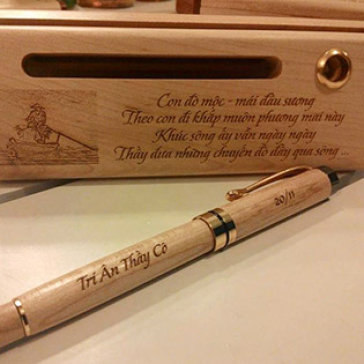 Con đò mộc - mái đầu sương
Theo con đi khắp muôn phương mai này
Khúc sông ấy vẫn ngày ngày
Thầy đưa những chuyến đò đầy qua sông ...
20/11
Tri Ân Thầy Cô